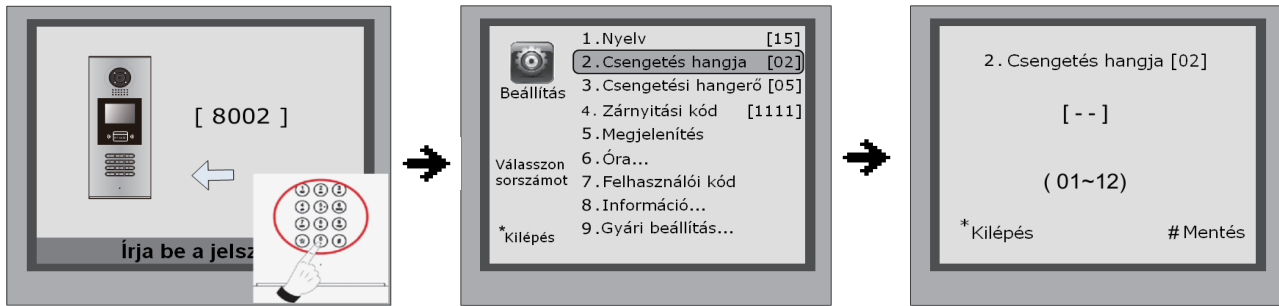 [ 8002 ]
Írja be a
Beállítás
Válasszon
sorszámot
*Kilépés
1.Nyelv [15]
2.Csengetés hangja [02]
3.Csengetési hangerő [05]
4. Zárnyitási kód [1111]
5.Megjelenítés
6.Óra...
7.Felhasználói kód
8.Információ...
9.Gyári beállítás...
2. Csengetés hangja [02]
[ - - ]
( 01~12)
*Kilépés #Mentés